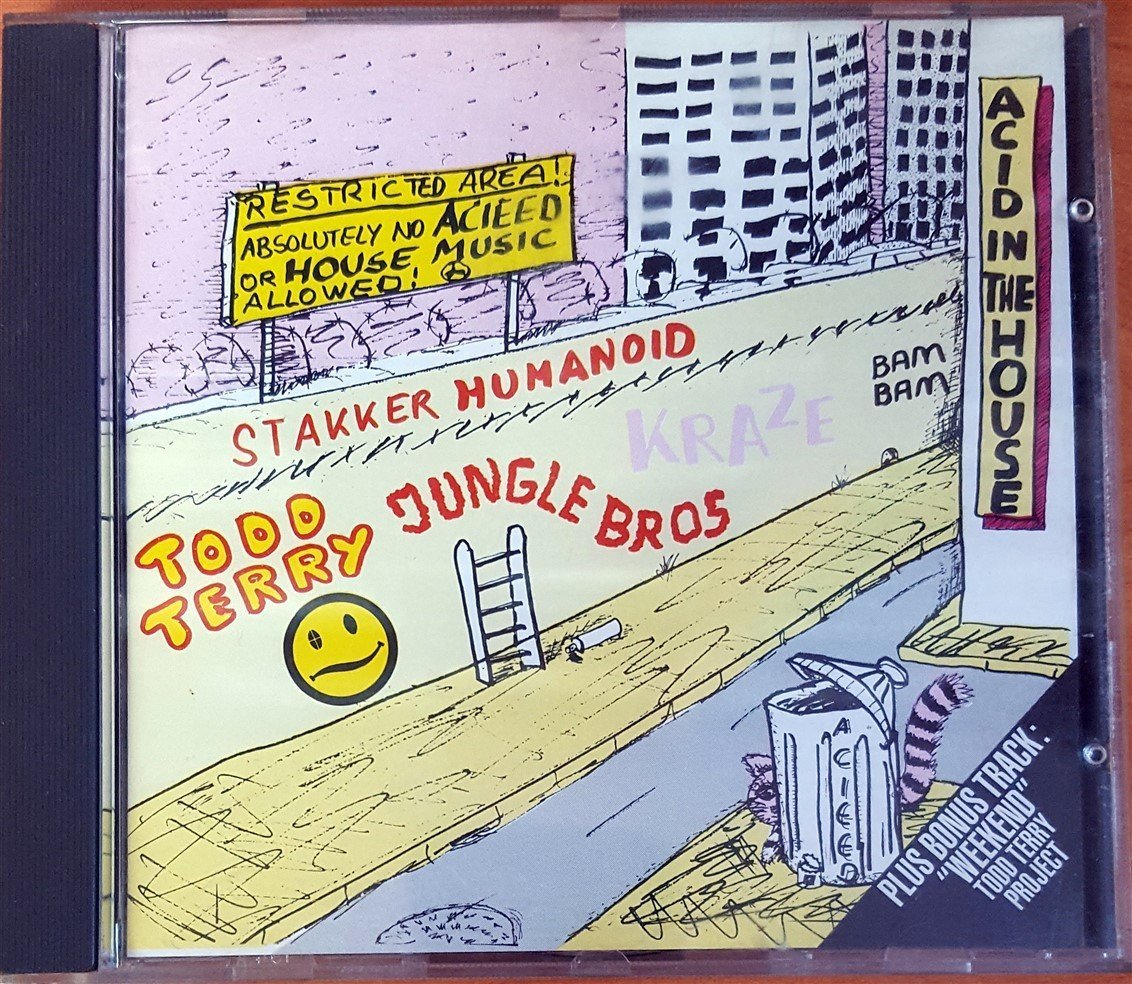 RESTRICTED AREA!
ABSOLUTELY NO ACIEED
OR HOUSE MUSIC
ALLOWED!
ACID IN THE HOUSE
STAKKER HUMANOID
KRAZE
BAM
BAM
TODD
TERRY
JUNGLE BROS
ACIEED
PLUS BONUS TRACK:
„WEEKEND”
TODD TERRY
PROJECT